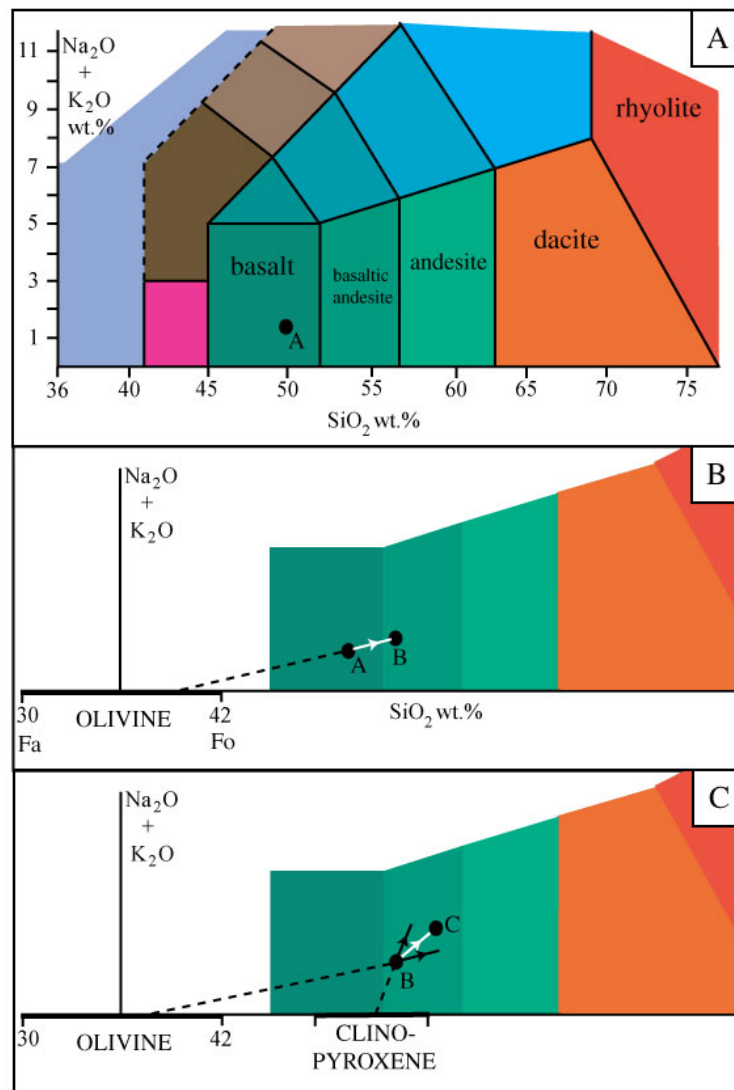 A
11
Na₂O
+
K₂O
wt.%
9
7
5
3
1
rhyolite
dacite
basalt
basaltic
andesite
andesite
A
36 40 45 50 55 60 65 70 75
SiO₂ wt.%
B
Na₂O
+
K₂O
A
B
30 OLIVINE 42
Fa Fo
SiO₂ wt.%
C
Na₂O
+
K₂O
C
B
30 OLIVINE 42
CLINO-
PYROXENE